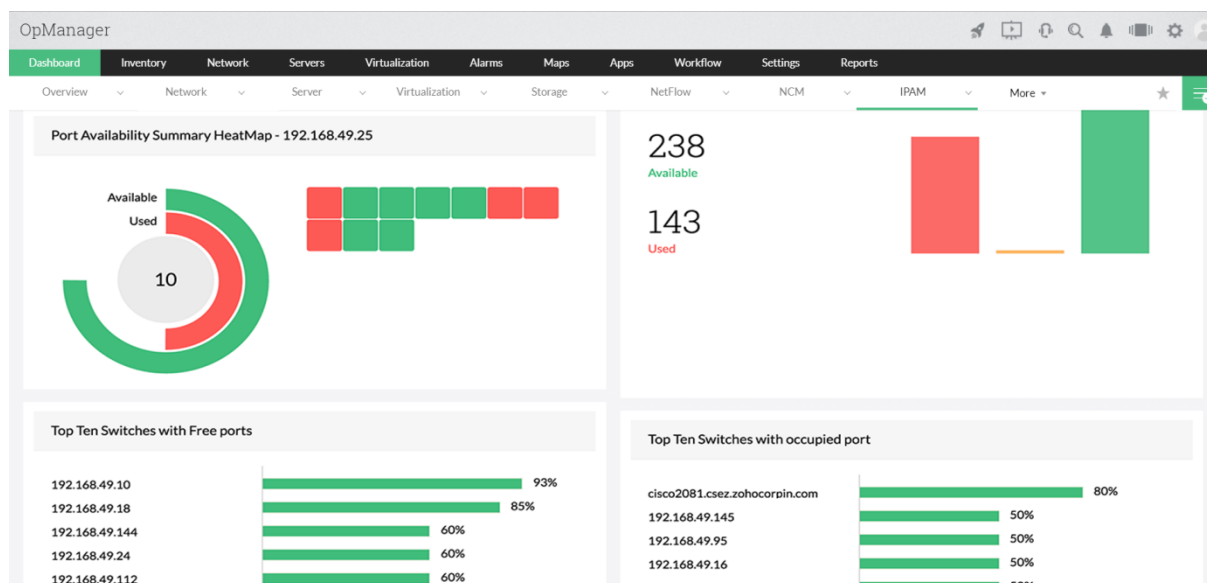 OpManager
Dashboard Inventory Network Servers Virtualization Alarms Maps Apps Workflow Settings Reports
Overview Network Server Virtualization Storage NetFlow NCM IPAM More
Port Availability Summary HeatMap - 192.168.49.25
Available
Used
10
238
Available
143
Used
Top Ten Switches with Free ports
192.168.49.10 93%
192.168.49.18 85%
192.168.49.144 60%
192.168.49.24 60%
192.168.49.112 60%
Top Ten Switches with occupied port
cisco2081.csez.zohocorpin.com 80%
192.168.49.145 50%
192.168.49.95 50%
192.168.49.16 50%